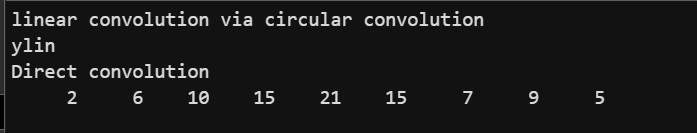 linear convolution via circular convolution
ylin
Direct convolution
2 6 10 15 21 15 7 9 5